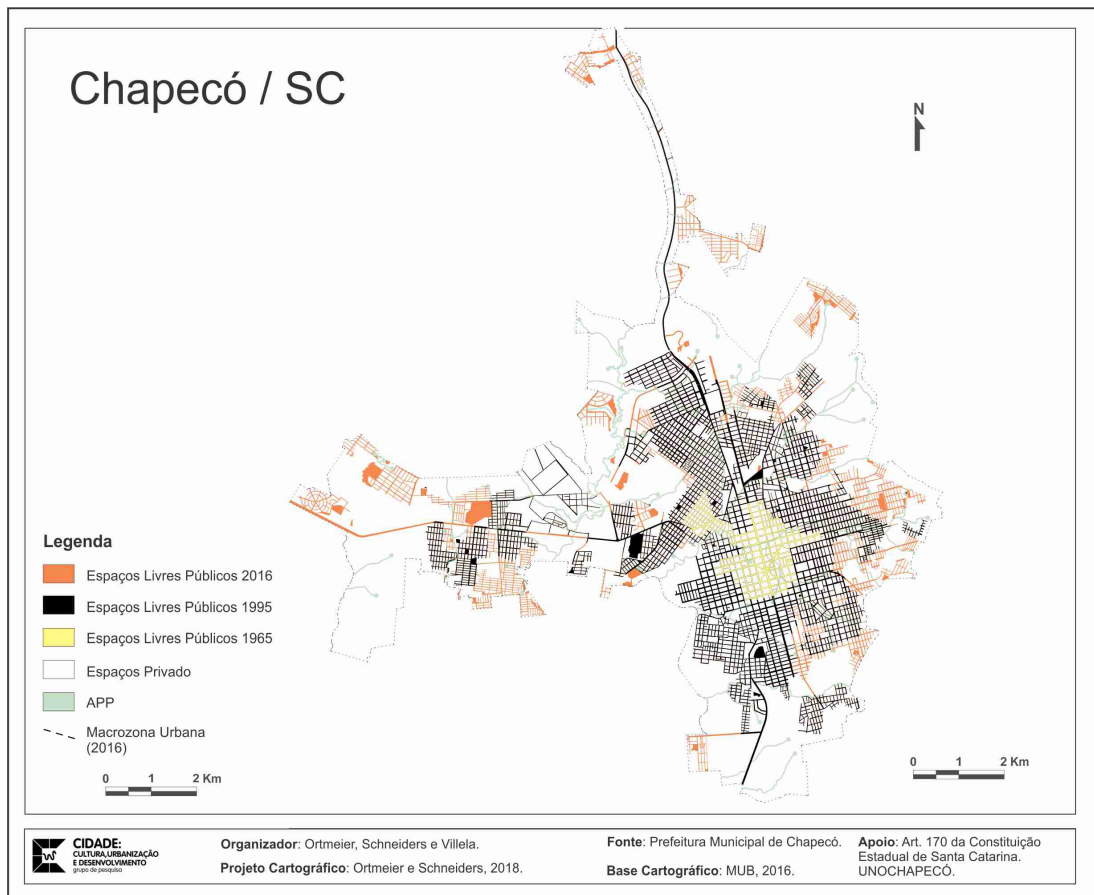 Chapecó / SC
N
Legenda
Espaços Livres Públicos 2016
Espaços Livres Públicos 1995
Espaços Livres Públicos 1965
Espaços Privado
APP
Macrozona Urbana
(2016)
0 1 2 Km
0 1 2 Km
CIDADE:
CULTURA,URBANIZAÇÃO
E DESENVOLVIMENTO
grupo de pesquisa
Organizador: Ortmeier, Schneiders e Villela.
Projeto Cartográfico: Ortmeier e Schneiders, 2018.
Fonte: Prefeitura Municipal de Chapecó.
Base Cartográfico: MUB, 2016.
Apoio: Art. 170 da Constituição
Estadual de Santa Catarina.
UNOCHAPECÓ.